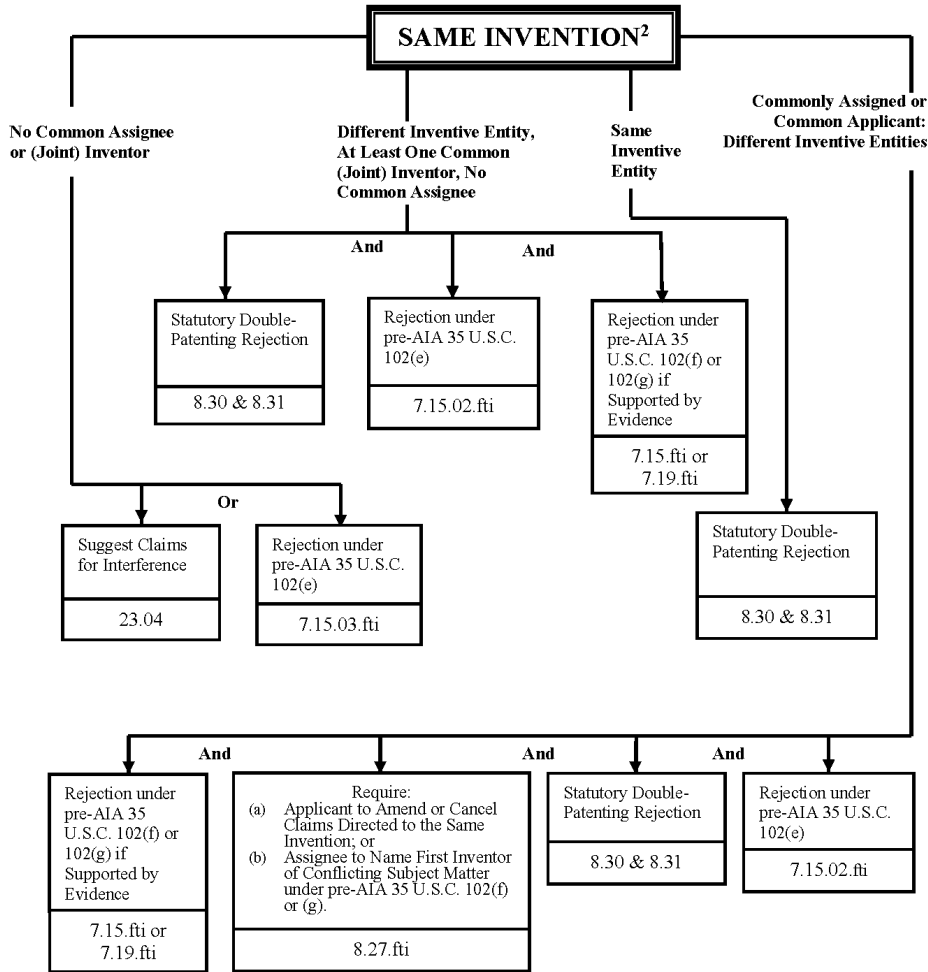 SAME INVENTION²
No Common Assignee
or (Joint) Inventor
Different Inventive Entity,
At Least One Common
(Joint) Inventor, No
Common Assignee
Same
Inventive
Entity
Commonly Assigned or
Common Applicant:
Different Inventive Entities
And
And
Statutory Double-
Patenting Rejection
8.30 & 8.31
Rejection under
pre-AIA 35 U.S.C.
102(e)
7.15.02.fti
Rejection under
pre-AIA 35
U.S.C. 102(f) or
102(g) if
Supported by
Evidence
7.15.fti or
7.19.fti
Or
Suggest Claims
for Interference
23.04
Rejection under
pre-AIA 35 U.S.C.
102(e)
7.15.03.fti
Statutory Double-
Patenting Rejection
8.30 & 8.31
And
And
And
Rejection under
pre-AIA 35
U.S.C. 102(f) or
102(g) if
Supported by
Evidence
7.15.fti or
7.19.fti
Require:
(a) Applicant to Amend or Cancel
Claims Directed to the Same
Invention; or
(b) Assignee to Name First Inventor
of Conflicting Subject Matter
under pre-AIA 35 U.S.C. 102(f)
or (g).
8.27.fti
Statutory Double-
Patenting Rejection
8.30 & 8.31
Rejection under
pre-AIA 35 U.S.C.
102(e)
7.15.02.fti